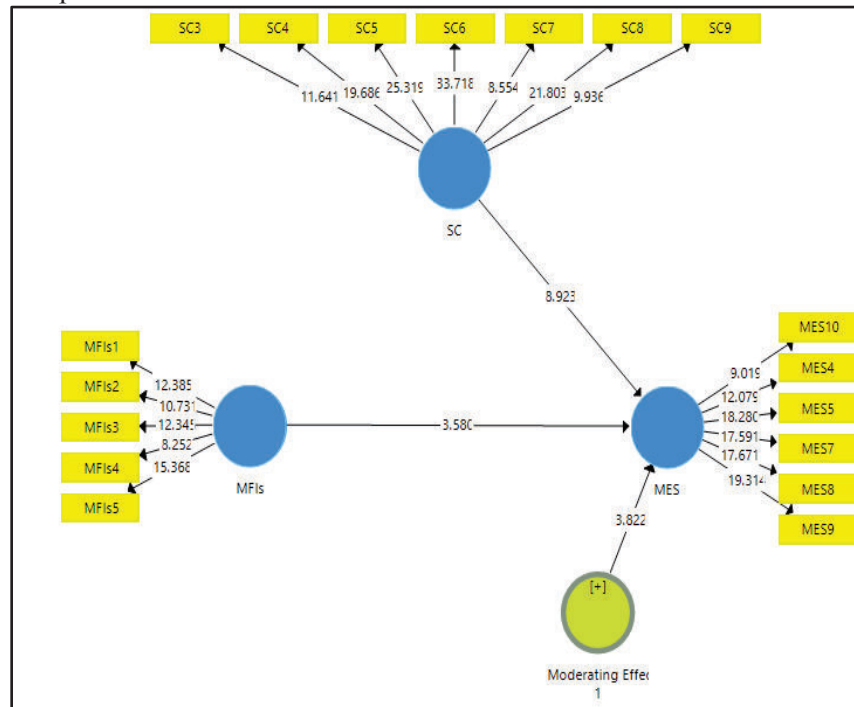 SC3 SC4 SC5 SC6 SC7 SC8 SC9
11.641 19.686 25.319 33.718 8.554 21.803 9.936
SC
8.923
MFIs1
MFIs2
MFIs3
MFIs4
MFIs5
12.385
10.731
12.345
8.252
15.368
MFIs
3.580
MES10
MES4
MES5
MES7
MES8
MES9
9.019
12.079
18.280
17.591
17.671
19.314
MES
3.822
[+]
Moderating Effec
1